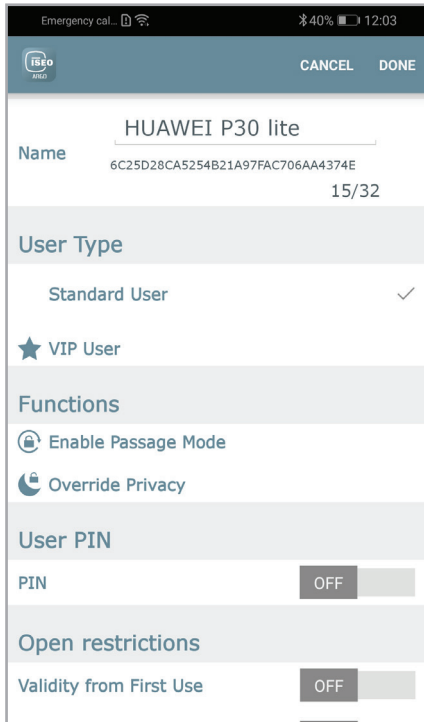 Emergency cal... 40% 12:03
iSEO
ARGO
CANCEL DONE
HUAWEI P30 lite
Name
6C25D28CA5254B21A97FAC706AA4374E
15/32
User Type
Standard User
VIP User
Functions
Enable Passage Mode
Override Privacy
User PIN
PIN OFF
Open restrictions
Validity from First Use OFF